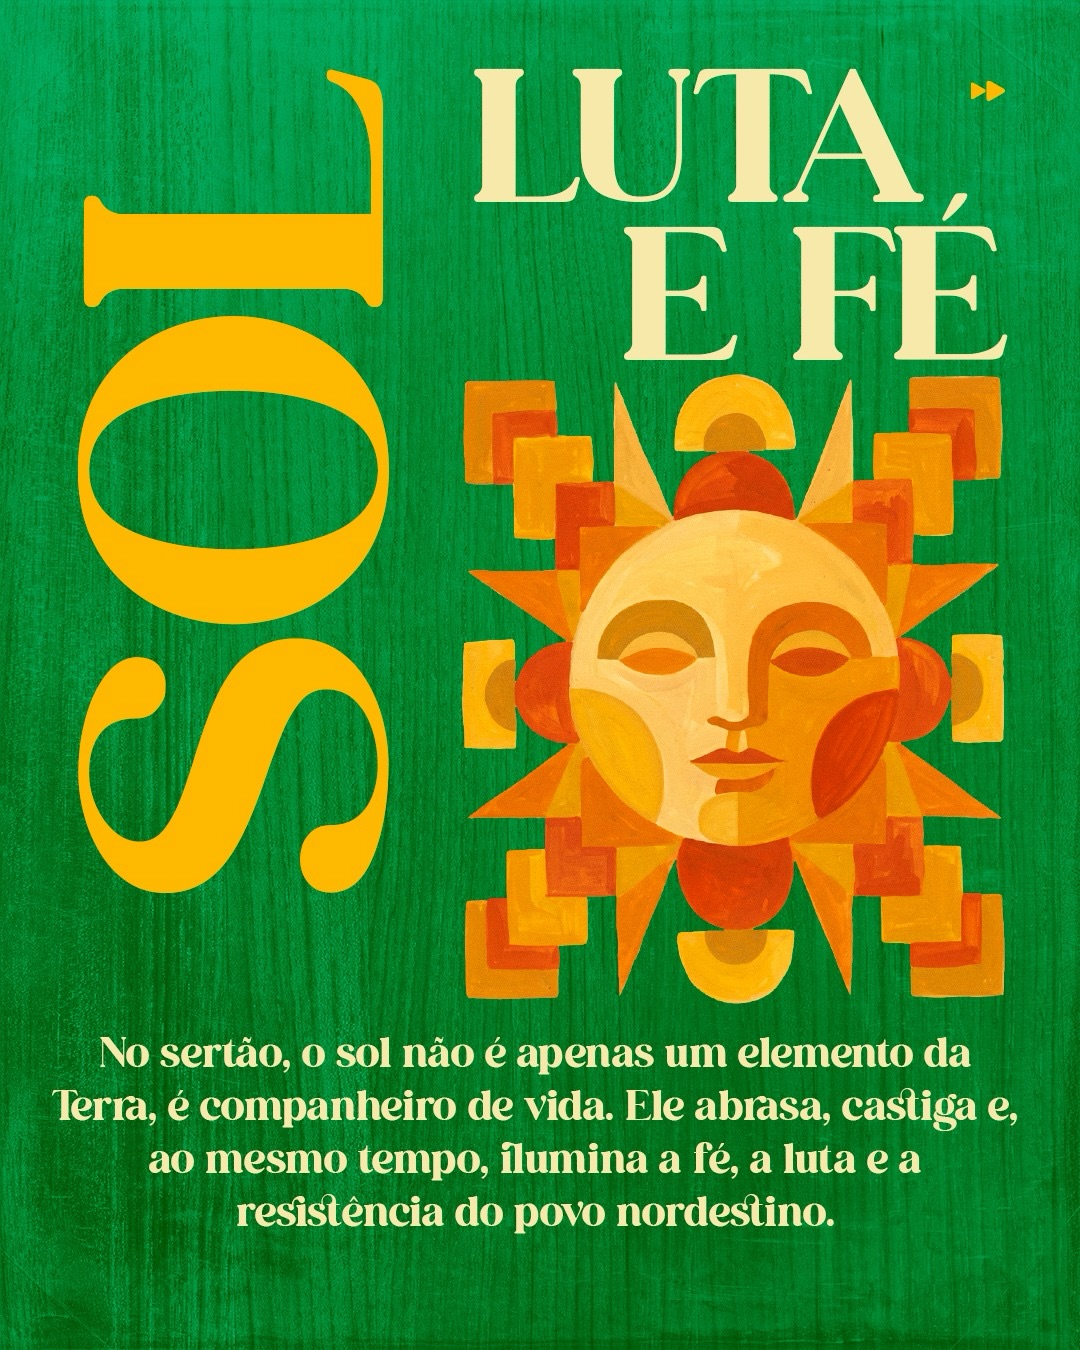 SOL
LUTA
E FÉ
No sertão, o sol não é apenas um elemento da
Terra, é companheiro de vida. Ele abrasa, castiga e,
ao mesmo tempo, ilumina a fé, a luta e a
resistência do povo nordestino.